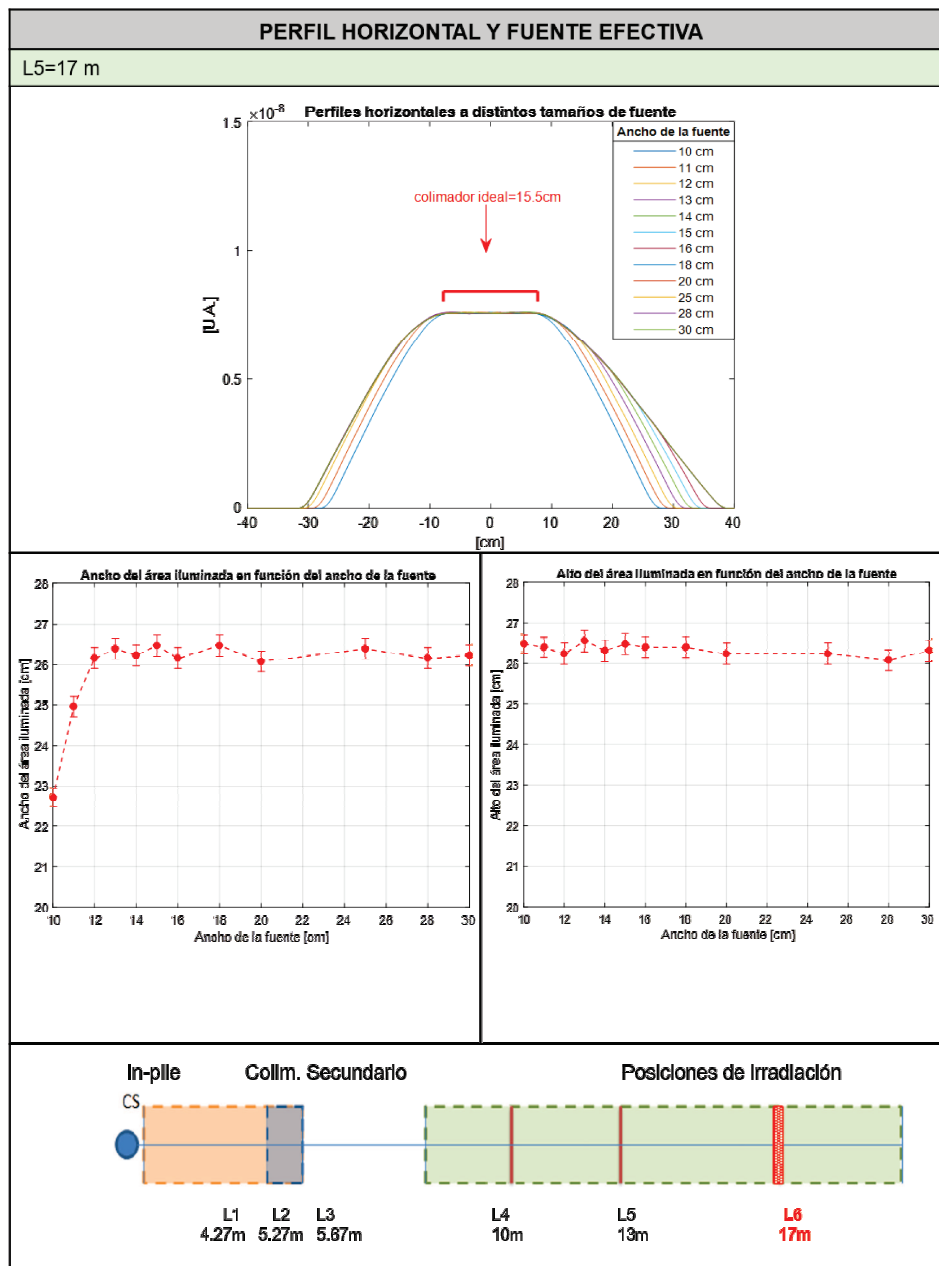 PERFIL HORIZONTAL Y FUENTE EFECTIVA
L5=17 m
×10⁻⁸
Perfiles horizontales a distintos tamaños de fuente
1.5
1
0.5
0
[U.A.]
colimador ideal=15.5cm
Ancho de la fuente
10 cm
11 cm
12 cm
13 cm
14 cm
15 cm
16 cm
18 cm
20 cm
25 cm
28 cm
30 cm
-40 -30 -20 -10 0 10 20 30 40
[cm]
Ancho del área iluminada en función del ancho de la fuente
28
27
26
25
24
23
22
21
20
Ancho del área iluminada [cm]
10 12 14 16 18 20 22 24 26 28 30
Ancho de la fuente [cm]
Alto del área iluminada en función del ancho de la fuente
28
27
26
25
24
23
22
21
20
Alto del área iluminada [cm]
10 12 14 16 18 20 22 24 26 28 30
Ancho de la fuente [cm]
In-pile Colim. Secundario Posiciones de Irradiación
CS
L1 L2 L3 L4 L5 L6
4.27m 5.27m 5.67m 10m 13m 17m